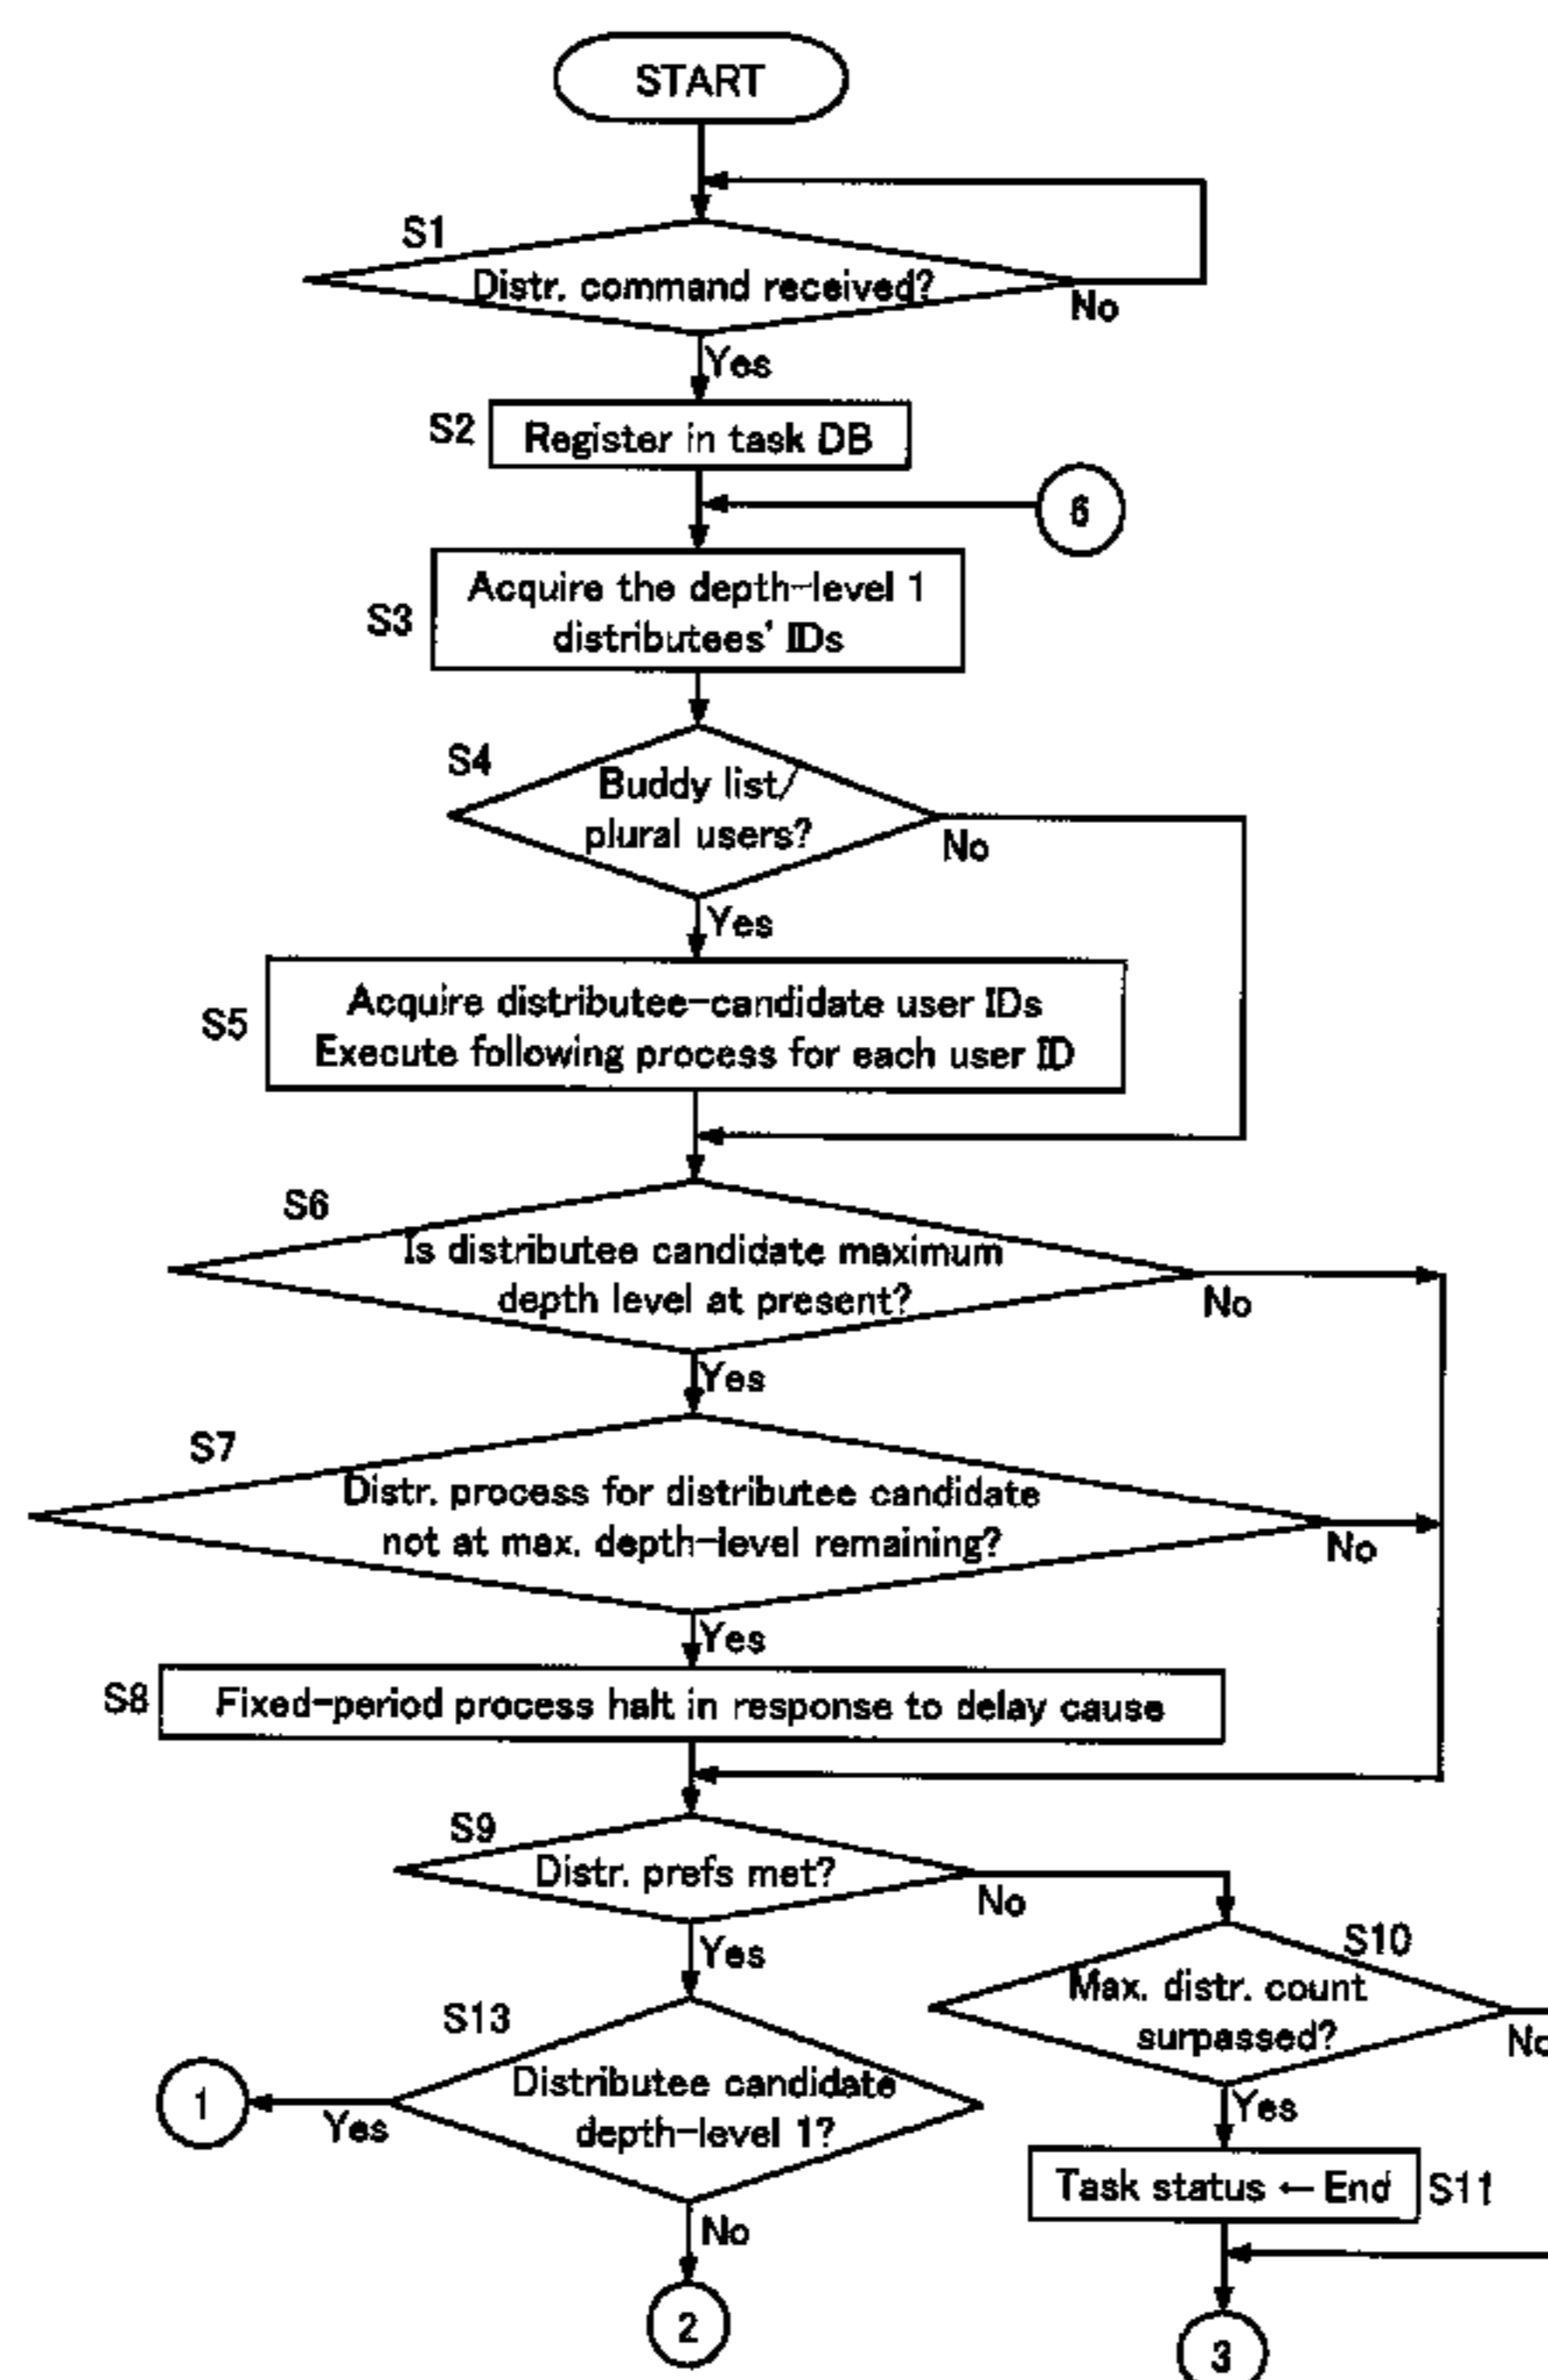 START
S1
Distr. command received?
No
Yes
S2
Register in task DB
6
S3
Acquire the depth-level 1
distributees' IDs
S4
Buddy list/
plural users?
No
Yes
S5
Acquire distributee-candidate user IDs
Execute following process for each user ID
S6
Is distributee candidate maximum
depth level at present?
No
Yes
S7
Distr. process for distributee candidate
not at max. depth-level remaining?
No
Yes
S8
Fixed-period process halt in response to delay cause
S9
Distr. prefs met?
No
Yes
S10
Max. distr. count
surpassed?
No
Yes
S13
Distributee candidate
depth-level 1?
1
Yes
No
Task status ← End
S11
2
3